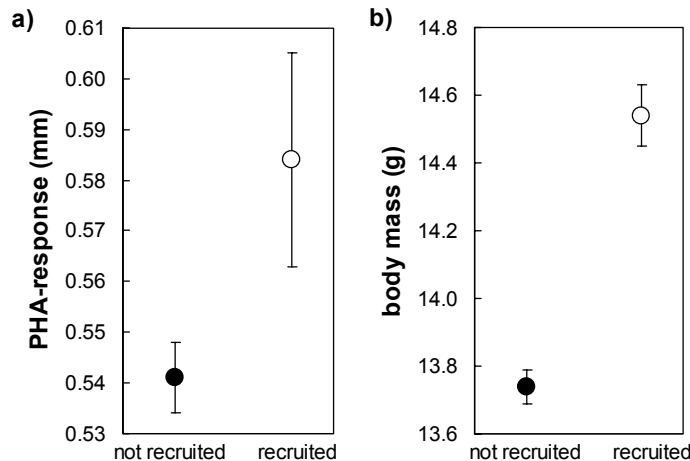 a)
PHA-response (mm)
0.61
0.60
0.59
0.58
0.57
0.56
0.55
0.54
0.53
not recruited
recruited
b)
body mass (g)
14.8
14.6
14.4
14.2
14.0
13.8
13.6
not recruited
recruited